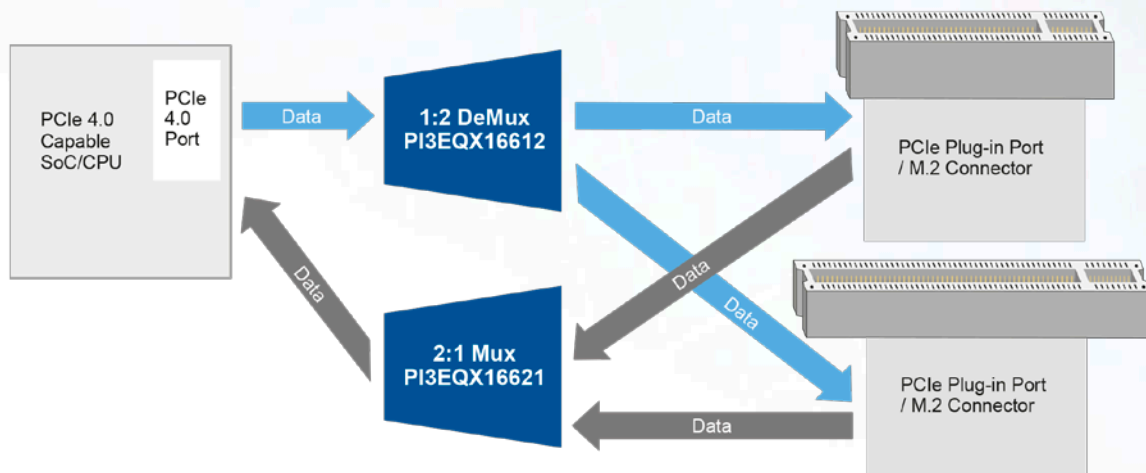 PCIe 4.0
Capable
SoC/CPU
PCIe
4.0
Port
Data
1:2 DeMux
PI3EQX16612
Data
PCIe Plug-in Port
/ M.2 Connector
Data
Data
Data
2:1 Mux
PI3EQX16621
Data
PCIe Plug-in Port
/ M.2 Connector